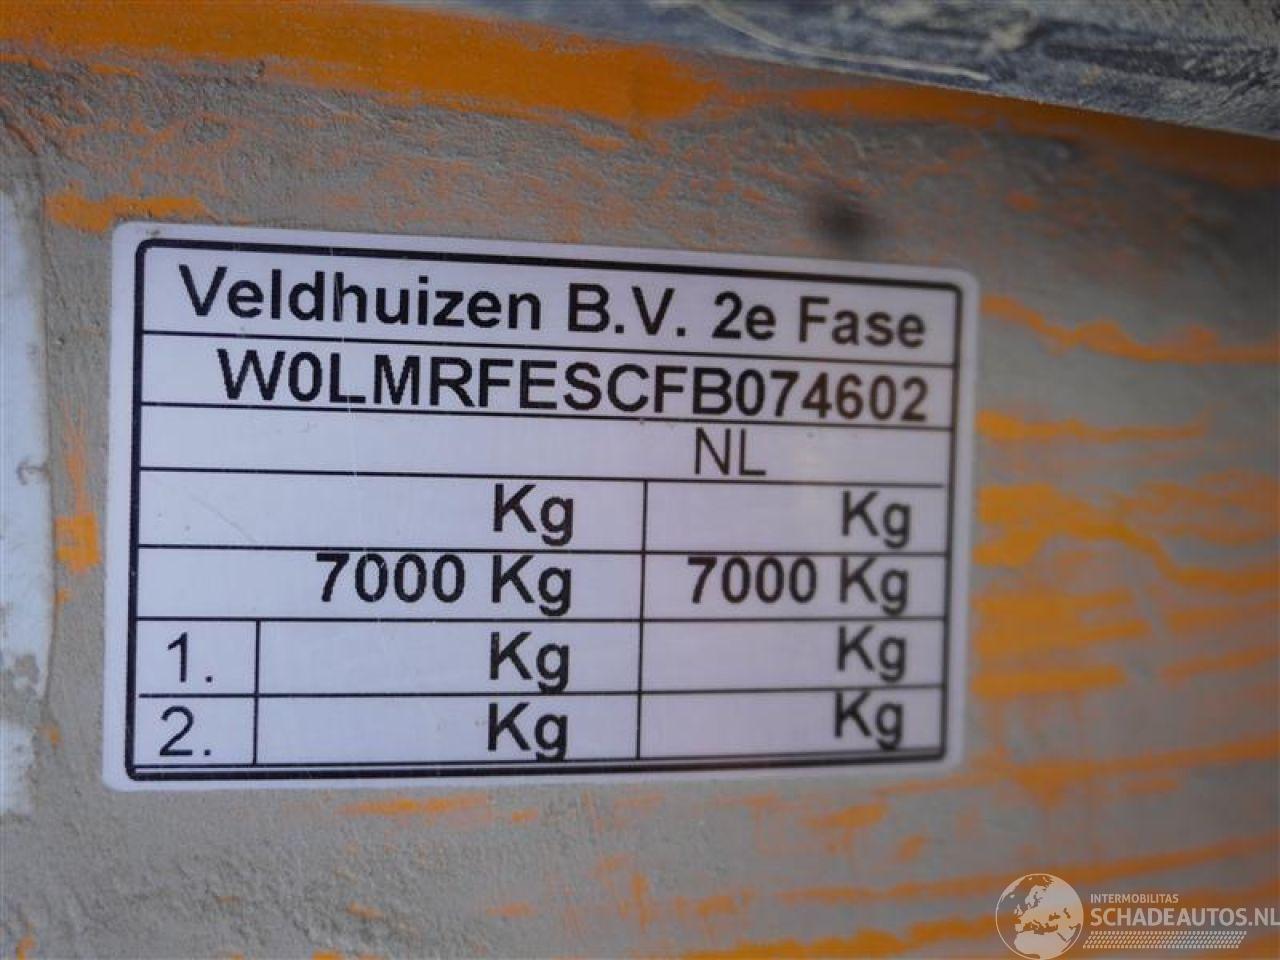 Veldhuizen B.V. 2e Fase
W0LMRFESCFB074602
NL
Kg Kg
7000 Kg 7000 Kg
1. Kg Kg
2. Kg Kg
INTERMOBILITAS
SCHADEAUTOS.NL